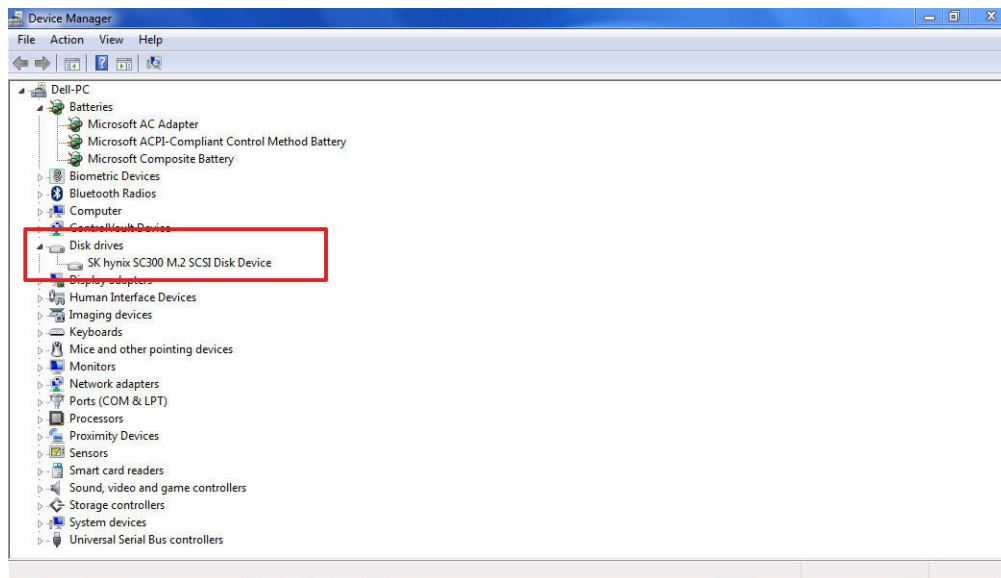 Device Manager
File Action View Help
Dell-PC
Batteries
Microsoft AC Adapter
Microsoft ACPI-Compliant Control Method Battery
Microsoft Composite Battery
Biometric Devices
Bluetooth Radios
Computer
ControlVault Device
Disk drives
SK hynix SC300 M.2 SCSI Disk Device
Display adapters
Human Interface Devices
Imaging devices
Keyboards
Mice and other pointing devices
Monitors
Network adapters
Ports (COM & LPT)
Processors
Proximity Devices
Sensors
Smart card readers
Sound, video and game controllers
Storage controllers
System devices
Universal Serial Bus controllers